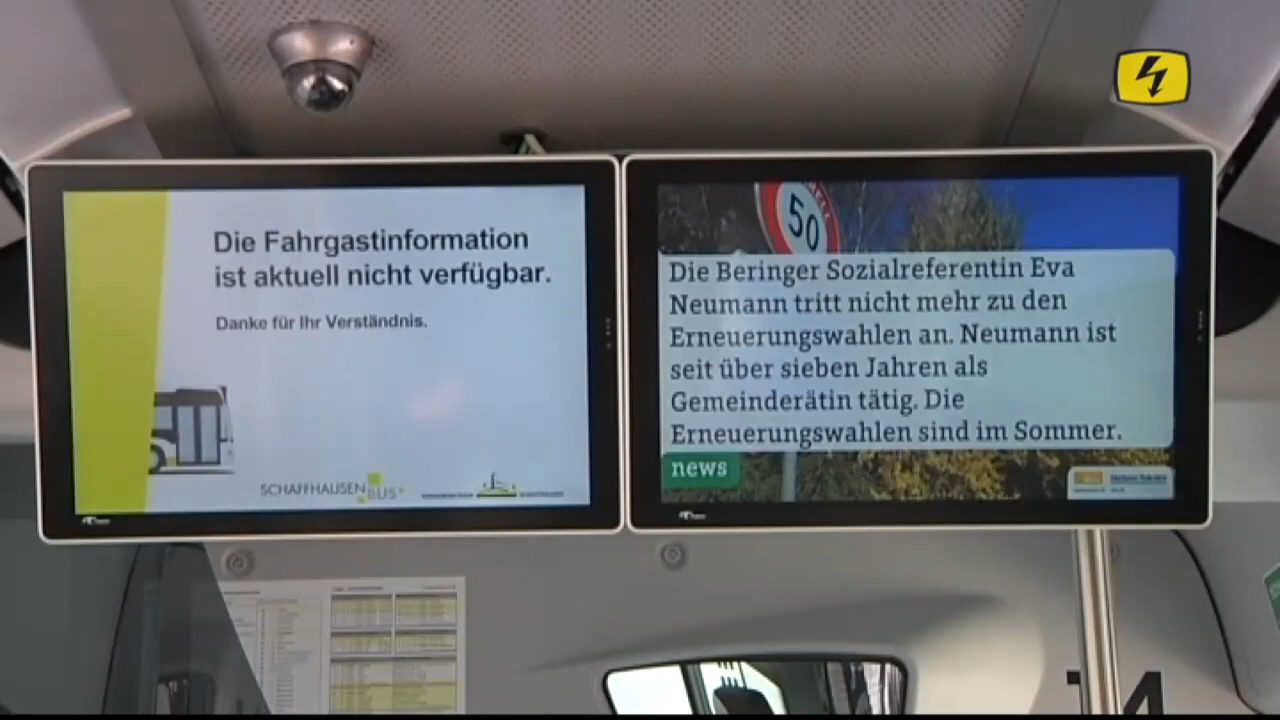 Die Fahrgastinformation
ist aktuell nicht verfügbar.
Danke für Ihr Verständnis.
SCHAFFHAUSEN BUS
50
Die Beringer Sozialreferentin Eva
Neumann tritt nicht mehr zu den
Erneuerungswahlen an. Neumann ist
seit über sieben Jahren als
Gemeinderätin tätig. Die
Erneuerungswahlen sind im Sommer.
news